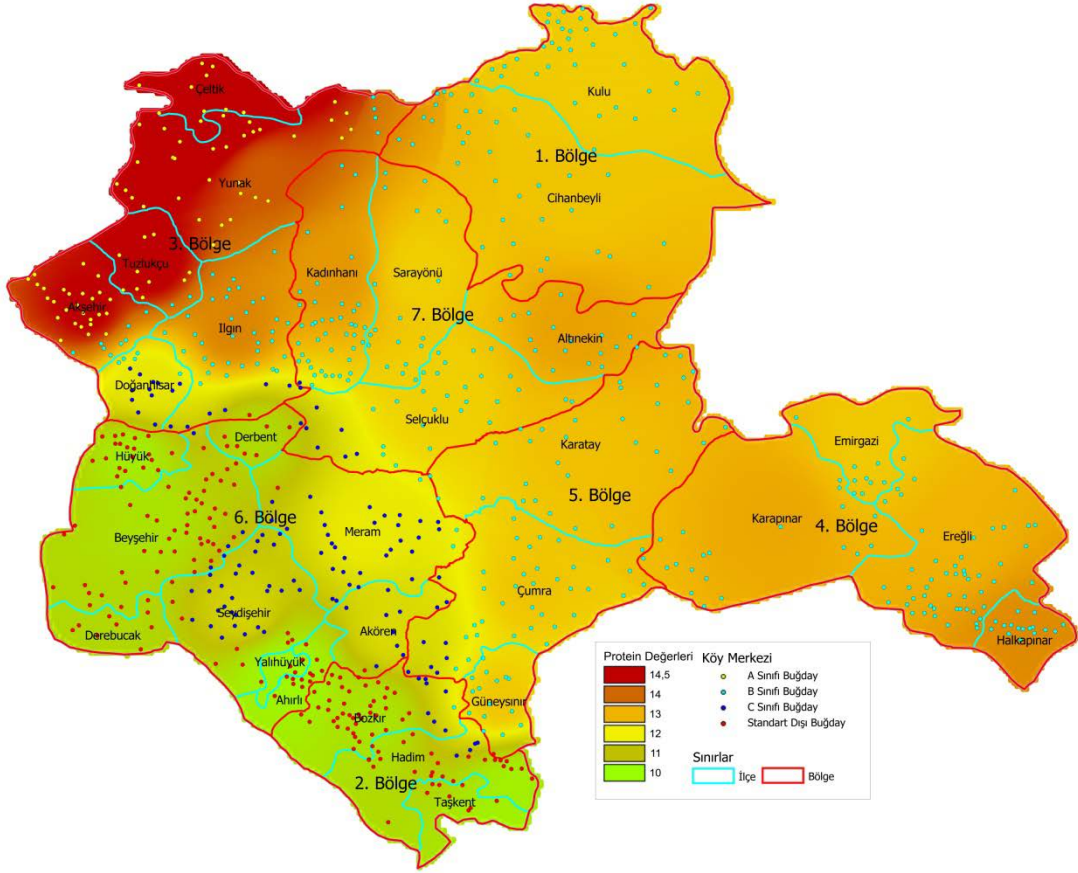 Çeltik
Kulu
1. Bölge
Yunak
Cihanbeyli
3. Bölge
Tuzlukçu
Kadınhanı
Sarayönü
Akşehir
Ilgın
7. Bölge
Altınekin
Doğanhisar
Selçuklu
Derbent
Karatay
Emirgazi
Hüyük
5. Bölge
6. Bölge
Karapınar
4. Bölge
Beyşehir
Meram
Ereğli
Çumra
Seydişehir
Akören
Derebucak
Halkapınar
Yalıhüyük
Ahırlı
Güneysınır
Bozkır
Hadim
2. Bölge
Taşkent
Protein Değerleri
14,5
14
13
12
11
10
Köy Merkezi
A Sınıfı Buğday
B Sınıfı Buğday
C Sınıfı Buğday
Standart Dışı Buğday
Sınırlar
İlçe
Bölge